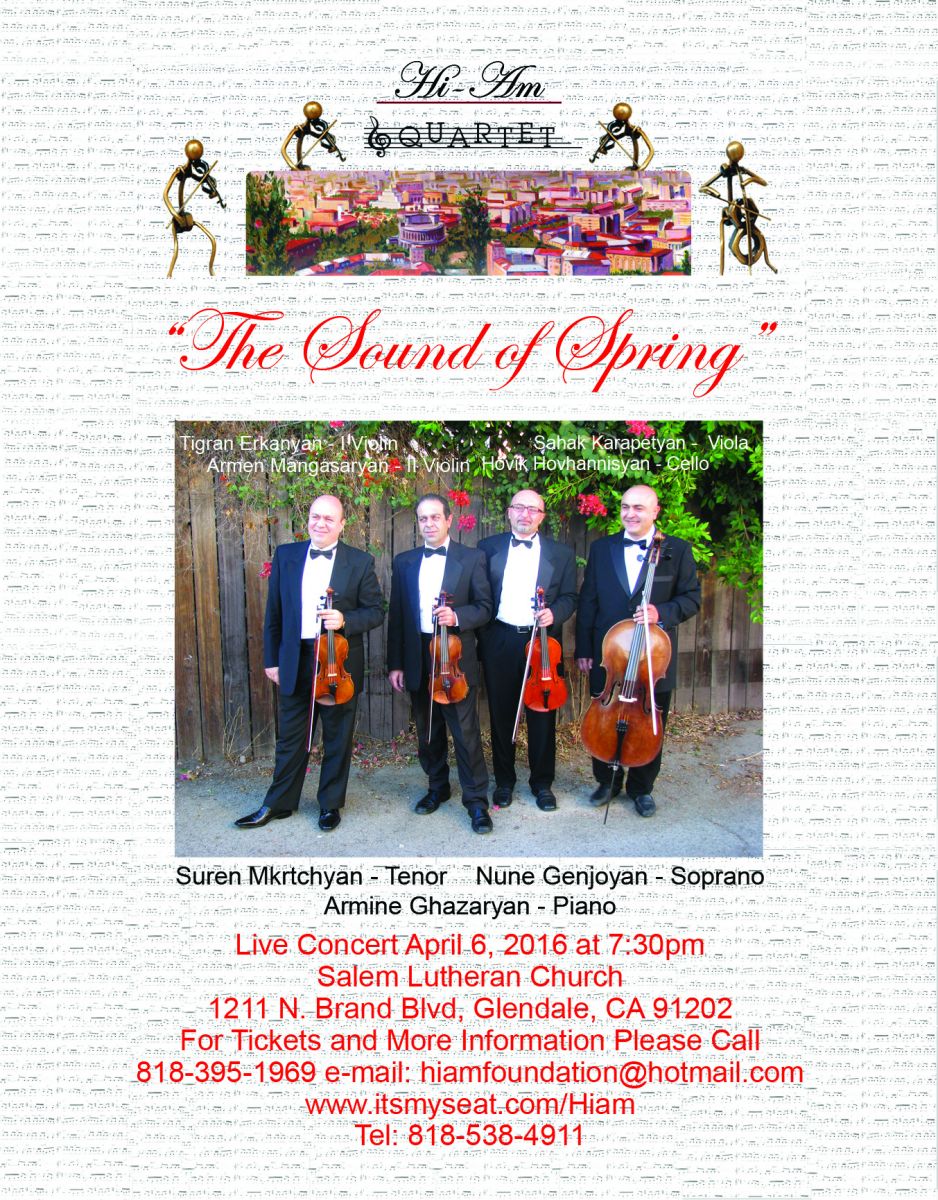 Hi-Am
QUARTET
“The Sound of Spring”
Tigran Erkanyan - I Violin
Sahak Karapetyan - Viola
Armen Mangasaryan - II Violin
Hovik Hovhannisyan - Cello
Suren Mkrtchyan - Tenor Nune Genjoyan - Soprano
Armine Ghazaryan - Piano
Live Concert April 6, 2016 at 7:30pm
Salem Lutheran Church
1211 N. Brand Blvd, Glendale, CA 91202
For Tickets and More Information Please Call
818-395-1969 e-mail: hiamfoundation@hotmail.com
www.itsmyseat.com/Hiam
Tel: 818-538-4911